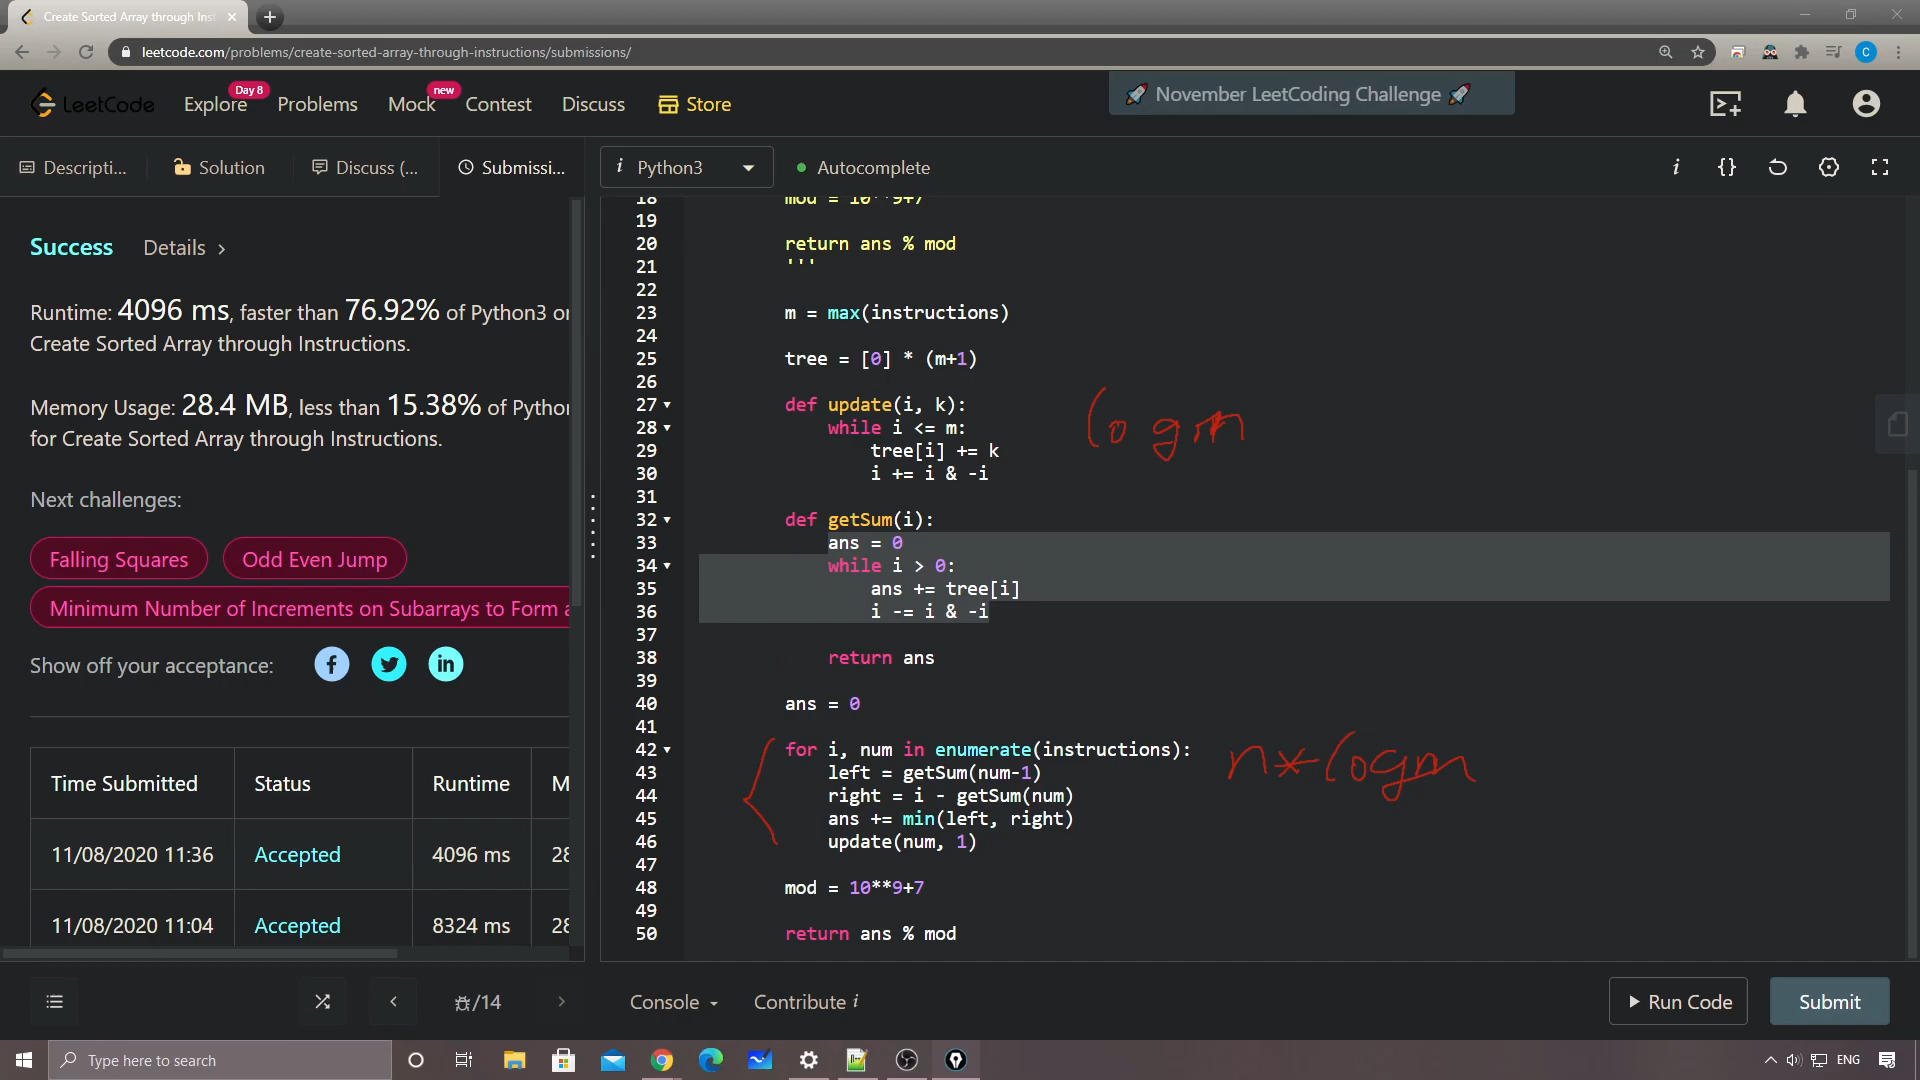 Create Sorted Array through Inst
leetcode.com/problems/create-sorted-array-through-instructions/submissions/
C
LeetCode
Explore
Day 8
Problems
Mock
new
Contest
Discuss
Store
🚀 November LeetCoding Challenge 🚀
Descripti...
Solution
Discuss (...
Submissi...
i Python3
Autocomplete
i {}
Success
Details >
Runtime: 4096 ms, faster than 76.92% of Python3 or
Create Sorted Array through Instructions.
Memory Usage: 28.4 MB, less than 15.38% of Pytho
for Create Sorted Array through Instructions.
Next challenges:
Falling Squares
Odd Even Jump
Minimum Number of Increments on Subarrays to Form a
Show off your acceptance:
Time Submitted Status Runtime M
11/08/2020 11:36 Accepted 4096 ms 28
11/08/2020 11:04 Accepted 8324 ms 28
18 mod = 10**9+7
19
20 return ans % mod
21 '''
22
23 m = max(instructions)
24
25 tree = [0] * (m+1)
26
27 def update(i, k):
28 while i <= m:
29 tree[i] += k
30 i += i & -i
31
32 def getSum(i):
33 ans = 0
34 while i > 0:
35 ans += tree[i]
36 i -= i & -i
37
38 return ans
39
40 ans = 0
41
42 for i, num in enumerate(instructions):
43 left = getSum(num-1)
44 right = i - getSum(num)
45 ans += min(left, right)
46 update(num, 1)
47
48 mod = 10**9+7
49
50 return ans % mod
logm
n*logm
/14
Console
Contribute i
Run Code
Submit
Type here to search
ENG